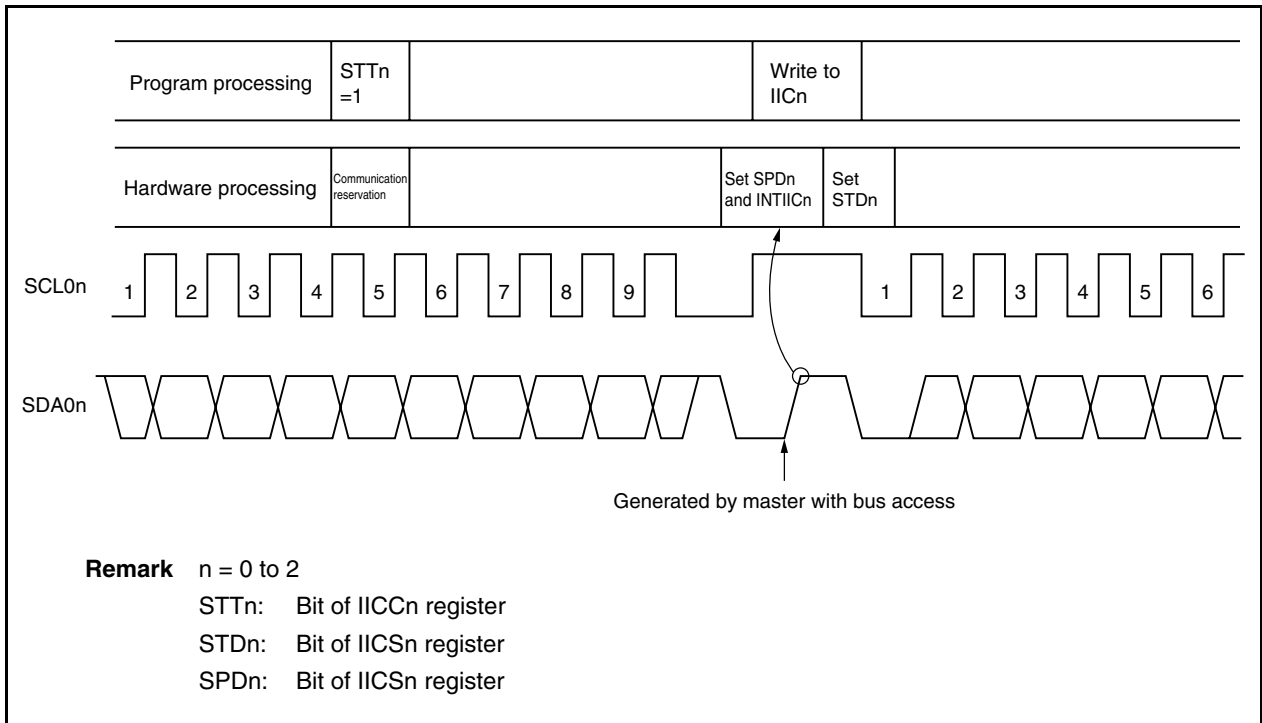 Program processing
STTn
=1
Write to
IICn
Hardware processing
Communication
reservation
Set SPDn
and INTIICn
Set
STDn
SCL0n
1 2 3 4 5 6 7 8 9 1 2 3 4 5 6
SDA0n
Generated by master with bus access
Remark n = 0 to 2
STTn: Bit of IICCn register
STDn: Bit of IICSn register
SPDn: Bit of IICSn register